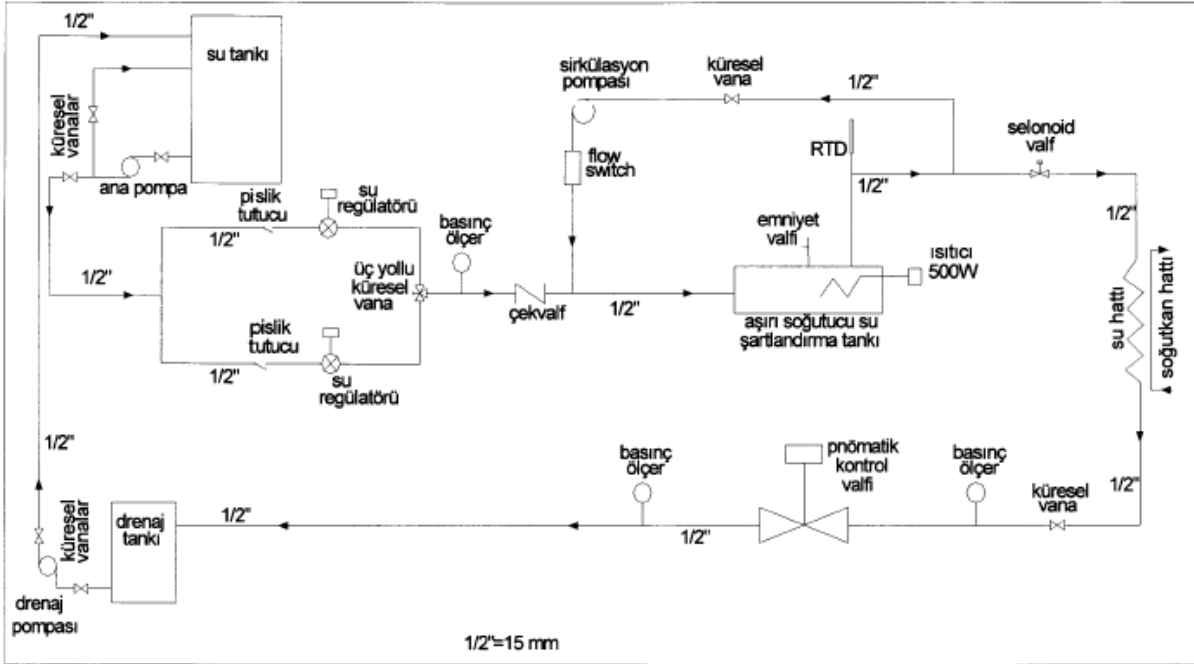 1/2"
su tankı
küresel
vanalar
ana pompa
pislik
tutucu
su
regülatörü
1/2"
1/2"
üç yollu
küresel
vana
basınç
ölçer
pislik
tutucu
1/2"
su
regülatörü
çekvalf
sirkülasyon
pompası
küresel
vana
1/2"
flow
switch
RTD
1/2"
selonoid
valf
1/2"
emniyet
valfi
ısıtıcı
500W
1/2"
aşırı soğutucu su
şartlandırma tankı
su hattı
soğutkan hattı
1/2"
basınç
ölçer
pnömatik
kontrol
valfi
basınç
ölçer
küresel
vana
1/2"
1/2"
1/2"
küresel
vanalar
drenaj
tankı
drenaj
pompası
1/2"=15 mm